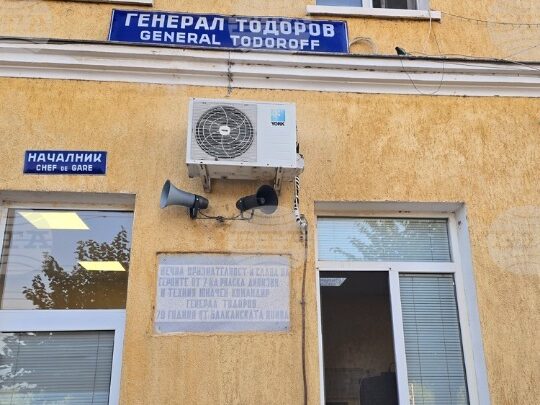 ГЕНЕРАЛ ТОДОРОВ
GENERAL TODOROFF
YORK
НАЧАЛНИК
CHEF DE GARE
ВЕЧНА ПРИЗНАТЕЛНОСТ И СЛАВА НА
ГЕРОИТЕ ОТ 7-МА РИЛСКА ДИВИЗИЯ
И ТЕХНИЯ ЮНАЧЕН КОМАНДИР
ГЕНЕРАЛ ТОДОРОВ
ГОДИНИ ОТ БАЛКАНСКАТА ВОЙНА